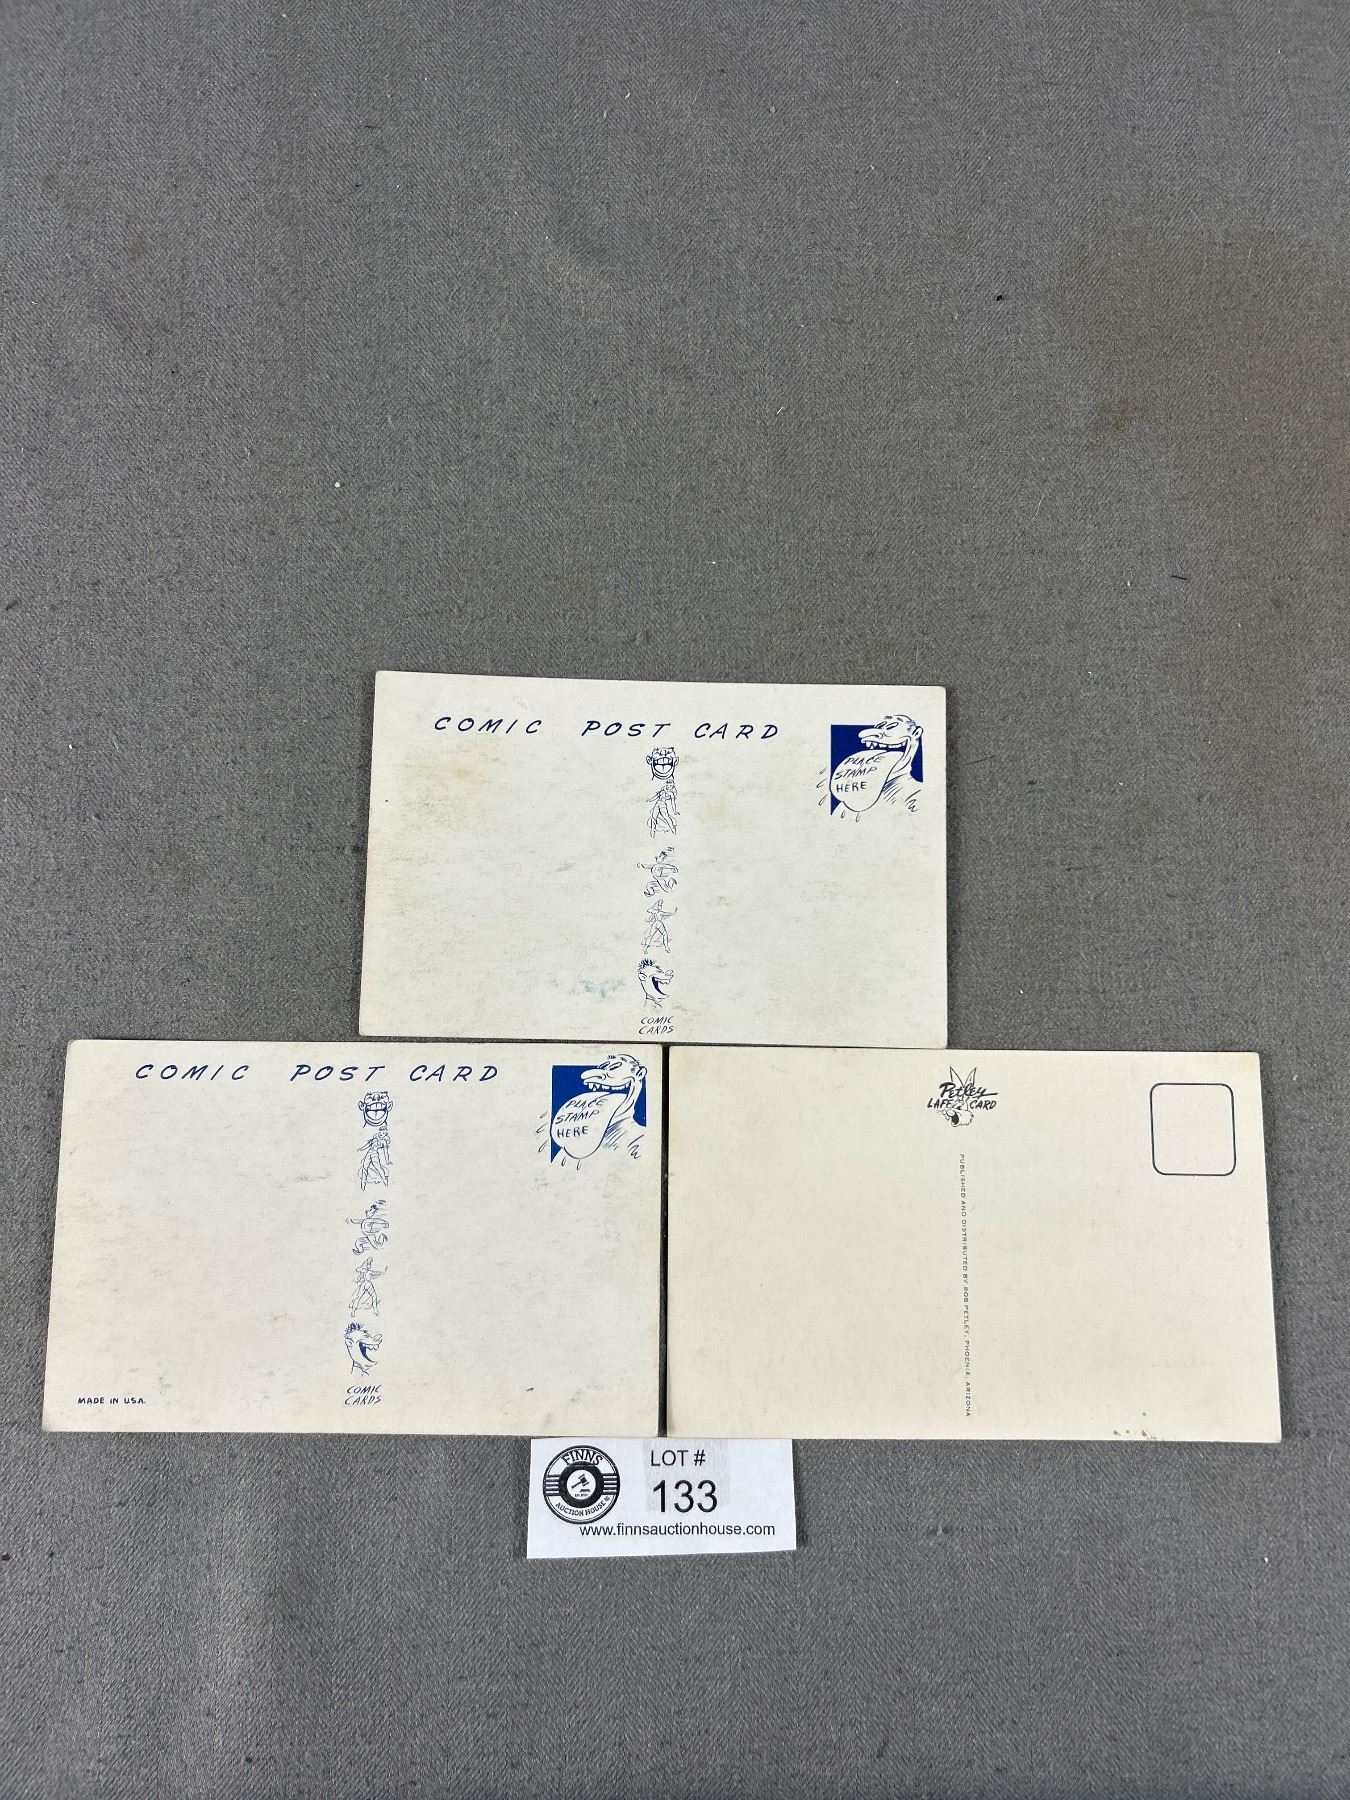 COMIC POST CARD
PLACE
STAMP
HERE
COMIC
CARDS
COMIC POST CARD
PLACE
STAMP
HERE
MADE IN U.S.A.
COMIC
CARDS
Petley
LAFF CARD
PUBLISHED AND DISTRIBUTED BY BOB PETLEY, PHOENIX, ARIZONA
FINNS
AUCTION HOUSE
LOT #
133
www.finnsauctionhouse.com